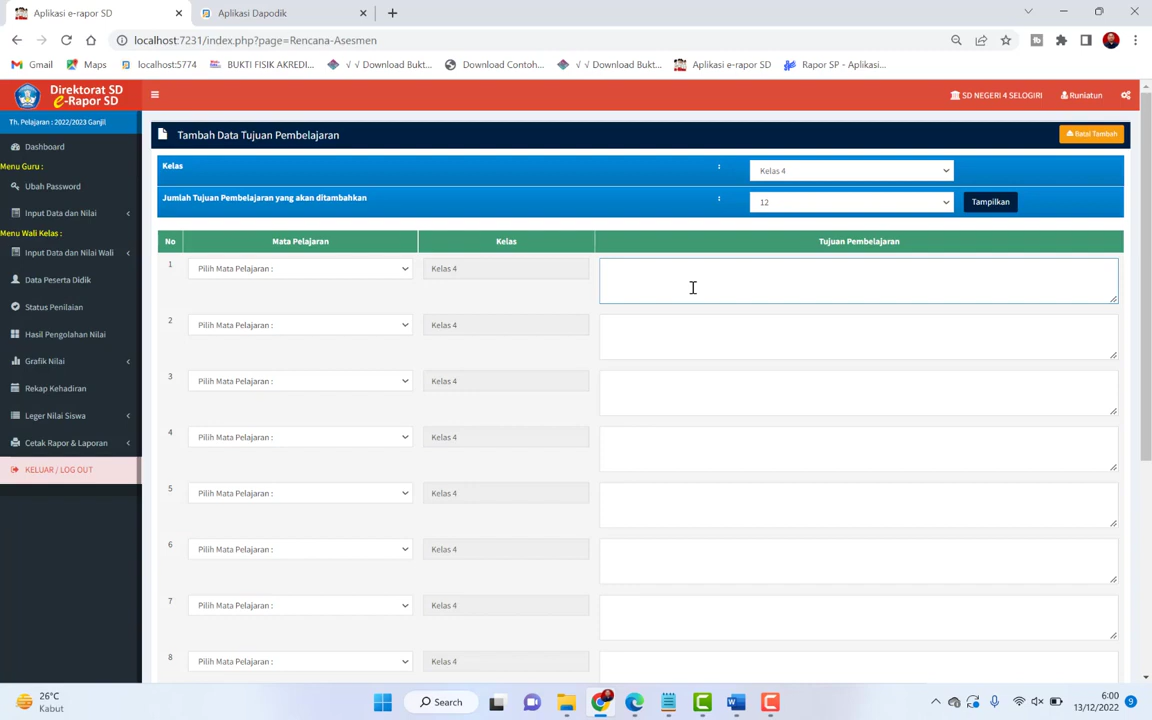 Aplikasi e-rapor SD
Aplikasi Dapodik
localhost:7231/index.php?page=Rencana-Asesmen
Gmail
Maps
localhost:5774
BUKTI FISIK AKREDI...
√ √ Download Bukt...
Download Contoh...
√ √ Download Bukt...
Aplikasi e-rapor SD
Rapor SP - Aplikasi...
Direktorat SD
e-Rapor SD
SD NEGERI 4 SELOGIRI
Runiatun
Th. Pelajaran : 2022/2023 Ganjil
Dashboard
Menu Guru :
Ubah Password
Input Data dan Nilai
Menu Wali Kelas :
Input Data dan Nilai Wali
Data Peserta Didik
Status Penilaian
Hasil Pengolahan Nilai
Grafik Nilai
Rekap Kehadiran
Leger Nilai Siswa
Cetak Rapor & Laporan
KELUAR / LOG OUT
Tambah Data Tujuan Pembelajaran
Batal Tambah
Kelas : Kelas 4
Jumlah Tujuan Pembelajaran yang akan ditambahkan : 12 Tampilkan
No Mata Pelajaran Kelas Tujuan Pembelajaran
1 Pilih Mata Pelajaran : Kelas 4
2 Pilih Mata Pelajaran : Kelas 4
3 Pilih Mata Pelajaran : Kelas 4
4 Pilih Mata Pelajaran : Kelas 4
5 Pilih Mata Pelajaran : Kelas 4
6 Pilih Mata Pelajaran : Kelas 4
7 Pilih Mata Pelajaran : Kelas 4
8 Pilih Mata Pelajaran : Kelas 4
26°C
Kabut
Search
6:00
13/12/2022
9